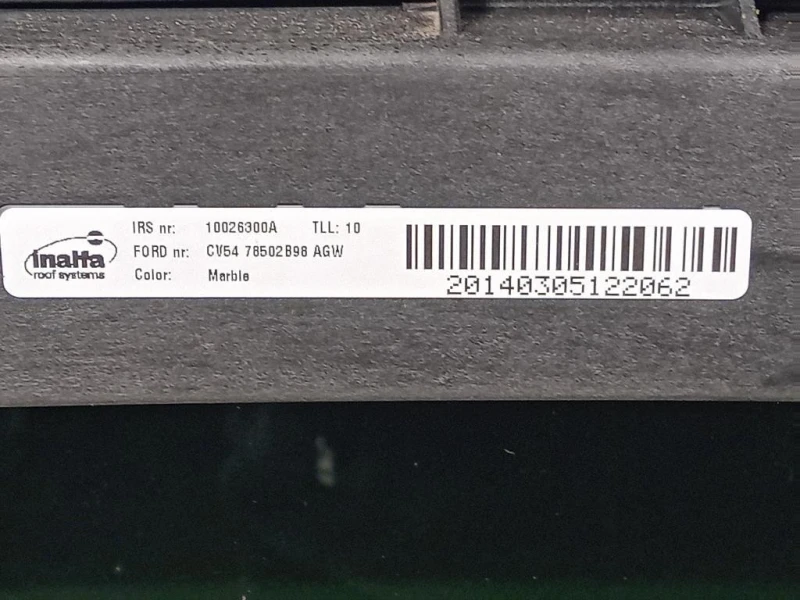 inalfa
roof systems
IRS nr: 10026300A TLL: 10
FORD nr: CV54 78502B98 AGW
Color: Marble
20140305122062